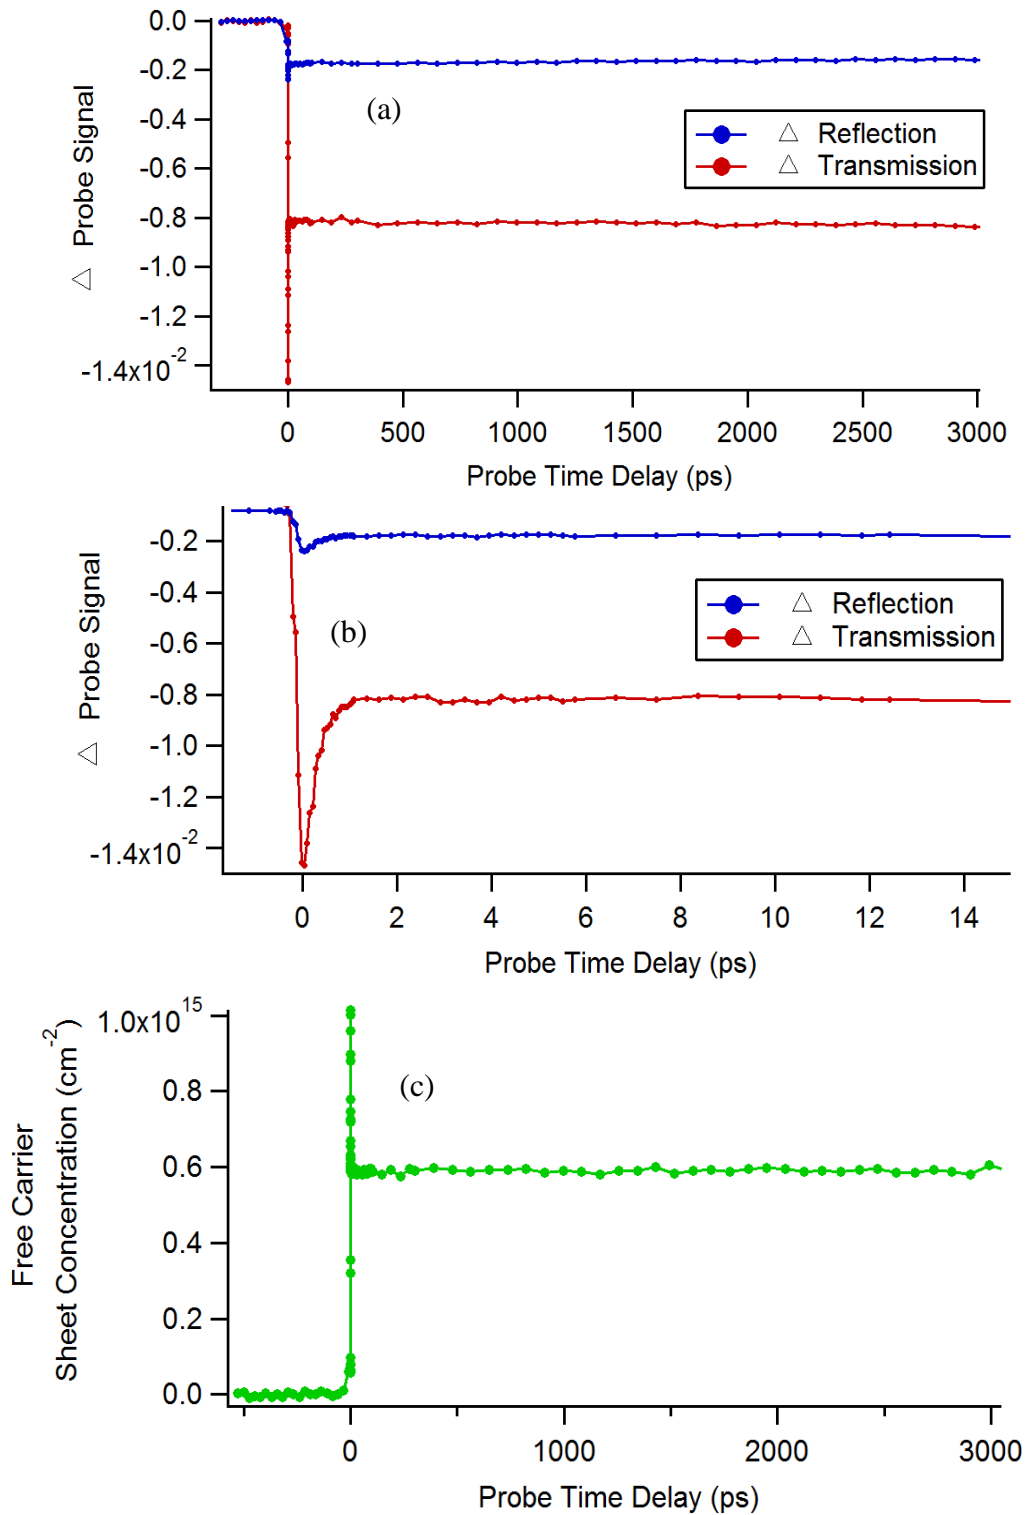 0.0
-0.2
-0.4
-0.6
-0.8
-1.0
-1.2
-1.4x10-2
△ Probe Signal
(a)
△ Reflection
△ Transmission
0 500 1000 1500 2000 2500 3000
Probe Time Delay (ps)
-0.2
-0.4
-0.6
-0.8
-1.0
-1.2
-1.4x10-2
△ Probe Signal
(b)
△ Reflection
△ Transmission
0 2 4 6 8 10 12 14
Probe Time Delay (ps)
1.0x10 15
0.8
0.6
0.4
0.2
0.0
Free Carrier
Sheet Concentration (cm-2)
(c)
0 1000 2000 3000
Probe Time Delay (ps)